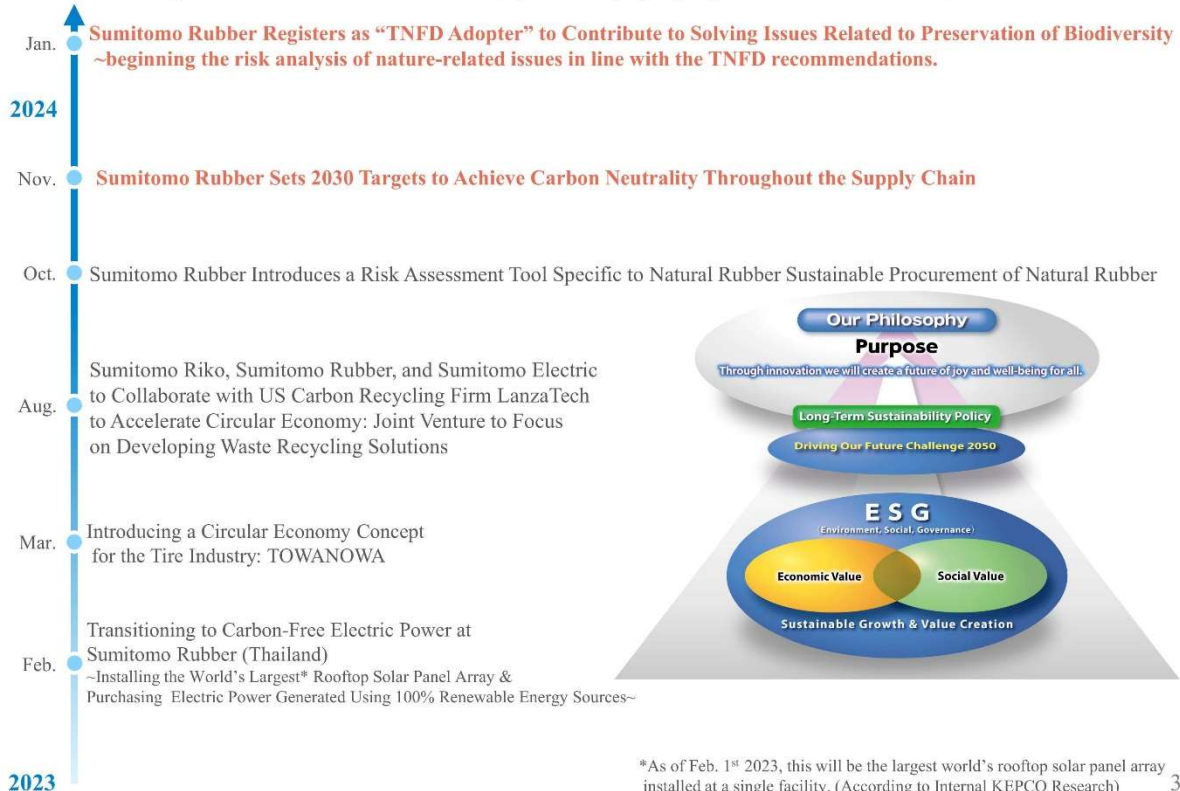 Jan.
Sumitomo Rubber Registers as “TNFD Adopter” to Contribute to Solving Issues Related to Preservation of Biodiversity
~beginning the risk analysis of nature-related issues in line with the TNFD recommendations.
2024
Nov.
Sumitomo Rubber Sets 2030 Targets to Achieve Carbon Neutrality Throughout the Supply Chain
Oct.
Sumitomo Rubber Introduces a Risk Assessment Tool Specific to Natural Rubber Sustainable Procurement of Natural Rubber
Aug.
Sumitomo Riko, Sumitomo Rubber, and Sumitomo Electric
to Collaborate with US Carbon Recycling Firm LanzaTech
to Accelerate Circular Economy: Joint Venture to Focus
on Developing Waste Recycling Solutions
Mar.
Introducing a Circular Economy Concept
for the Tire Industry: TOWANOWA
Feb.
Transitioning to Carbon-Free Electric Power at
Sumitomo Rubber (Thailand)
~Installing the World’s Largest* Rooftop Solar Panel Array &
Purchasing Electric Power Generated Using 100% Renewable Energy Sources~
2023
Our Philosophy
Purpose
Through innovation we will create a future of joy and well-being for all.
Long-Term Sustainability Policy
Driving Our Future Challenge 2050
ESG
(Environment, Social, Governance)
Economic Value
Social Value
Sustainable Growth & Value Creation
*As of Feb. 1st 2023, this will be the largest world’s rooftop solar panel array
installed at a single facility. (According to Internal KEPCO Research)
3